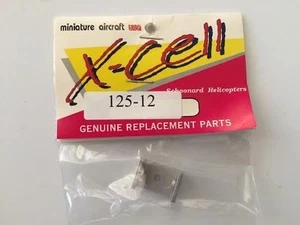 miniature aircraft USA
X-Cell
Schoonard Helicopters
125-12
GENUINE REPLACEMENT PARTS